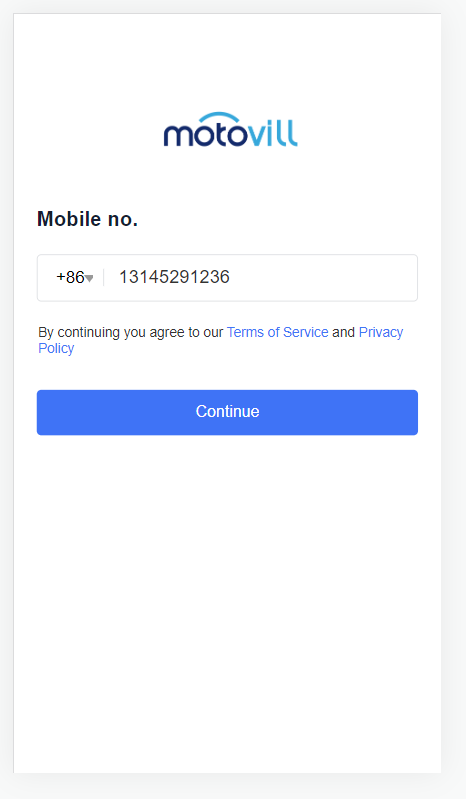 motovill
Mobile no.
+86 13145291236
By continuing you agree to our Terms of Service and Privacy
Policy
Continue